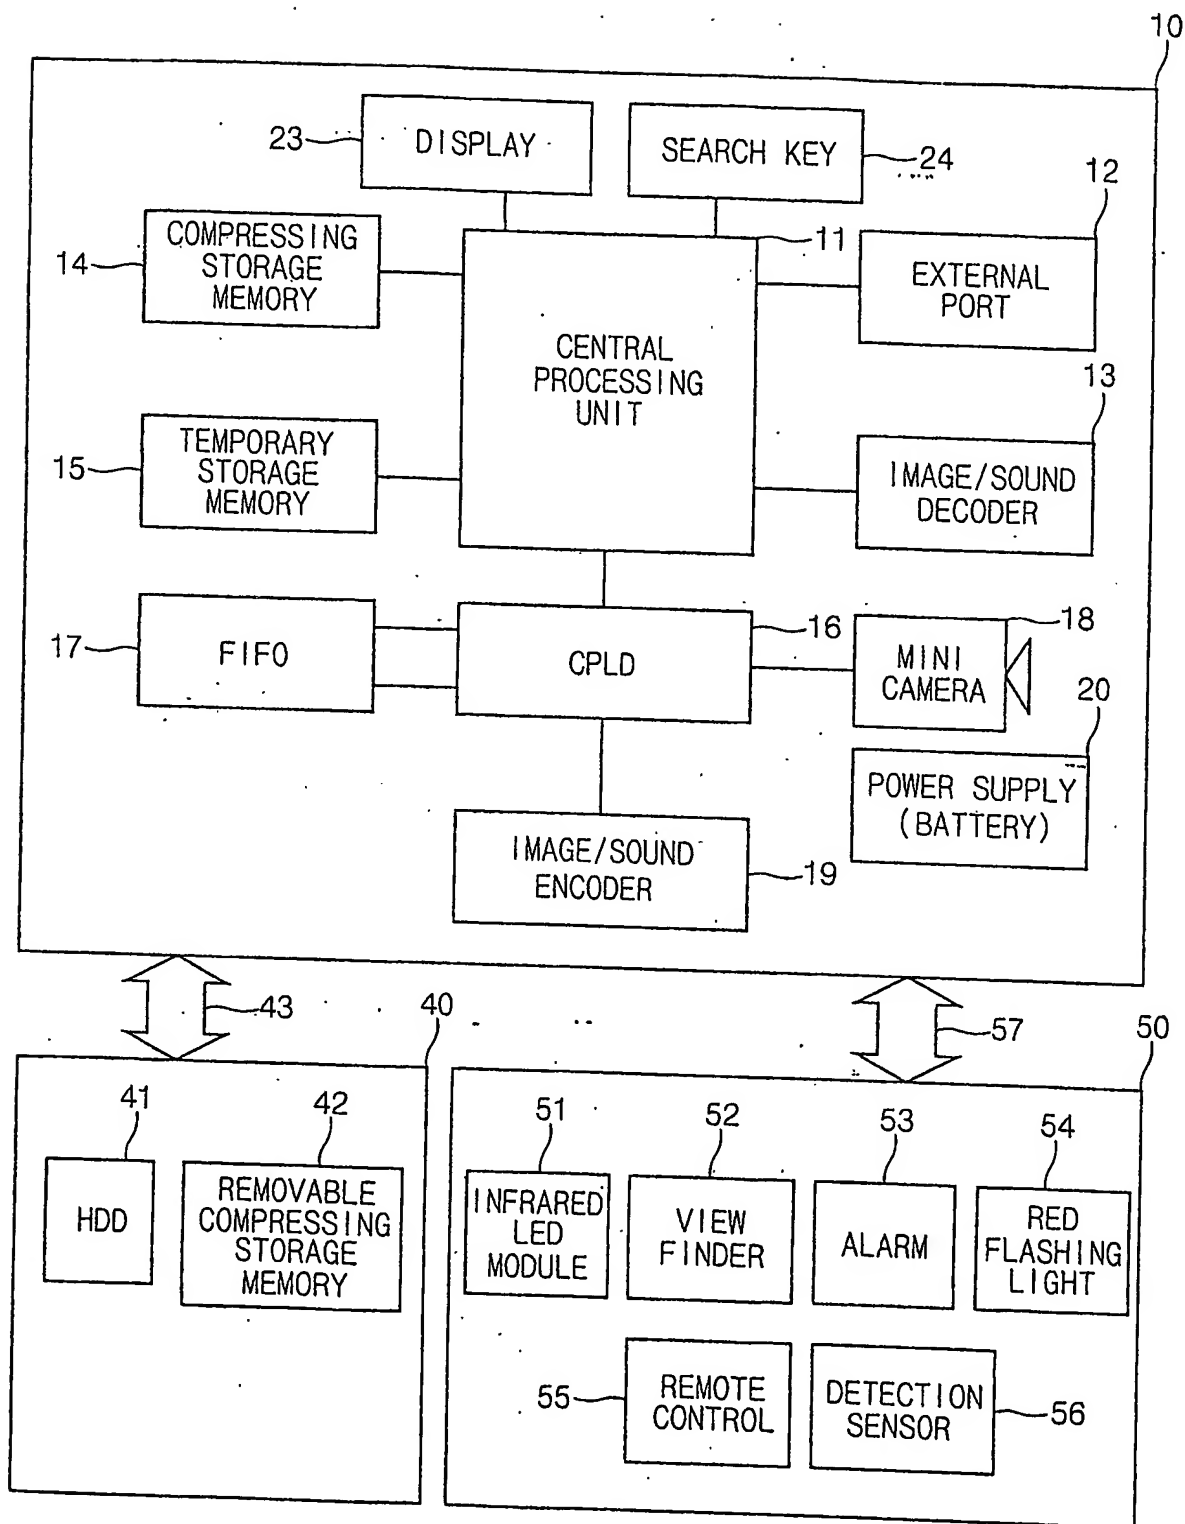 10
23
DISPLAY
SEARCH KEY
24
12
14
COMPRESSING
STORAGE
MEMORY
11
EXTERNAL
PORT
CENTRAL
PROCESSING
UNIT
13
15
TEMPORARY
STORAGE
MEMORY
IMAGE/SOUND
DECODER
17
FIFO
CPLD
16
MINI
CAMERA
18
20
POWER SUPPLY
(BATTERY)
IMAGE/SOUND
ENCODER
19
43
57
40
50
41
42
HDD
REMOVABLE
COMPRESSING
STORAGE
MEMORY
51
52
53
54
INFRARED
LED
MODULE
VIEW
FINDER
ALARM
RED
FLASHING
LIGHT
55
REMOTE
CONTROL
DETECTION
SENSOR
56